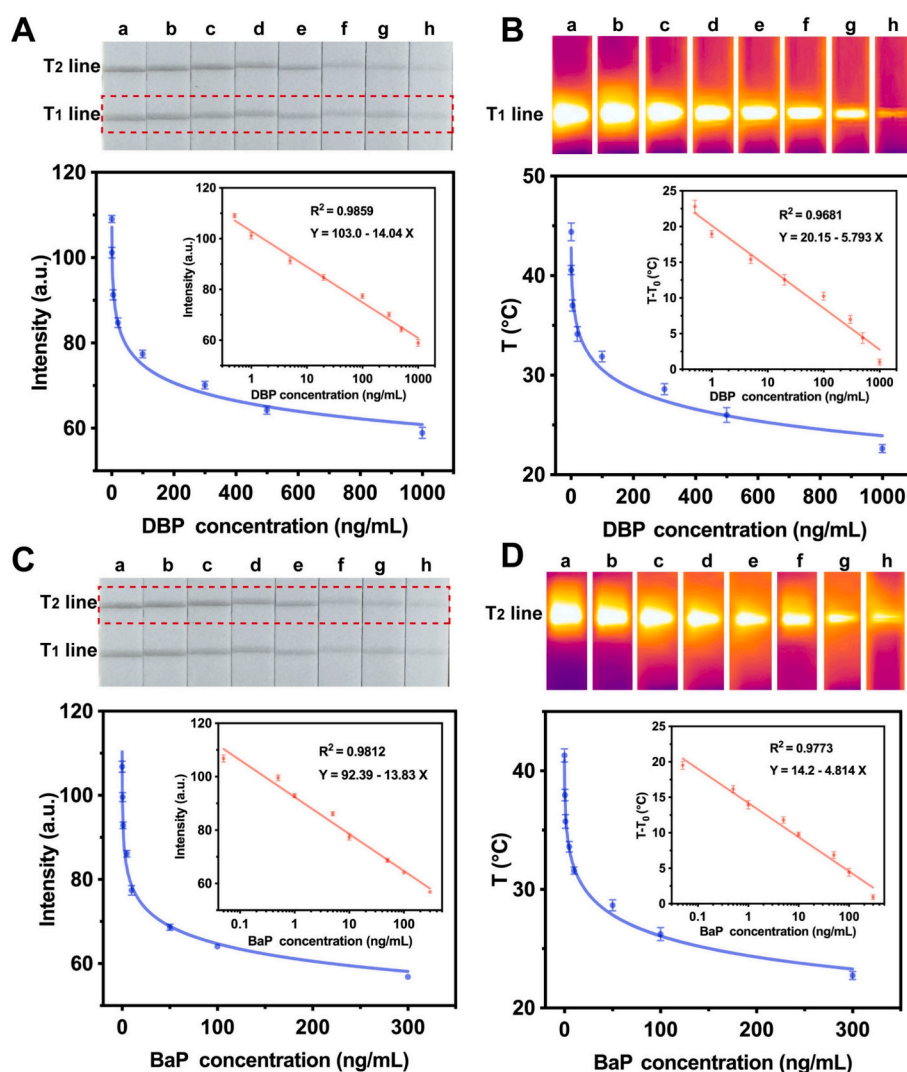 A
a b c d e f g h
T2 line
T1 line
120
100
80
60
Intensity (a.u.)
0 200 400 600 800 1000
DBP concentration (ng/mL)
120
100
80
60
Intensity (a.u.)
R² = 0.9859
Y = 103.0 - 14.04 X
1 10 100 1000
DBP concentration (ng/mL)
B
a b c d e f g h
T1 line
50
40
30
20
T (°C)
0 200 400 600 800 1000
DBP concentration (ng/mL)
25
20
15
10
5
0
T-T0 (°C)
R² = 0.9681
Y = 20.15 - 5.793 X
1 10 100 1000
DBP concentration (ng/mL)
C
a b c d e f g h
T2 line
T1 line
120
100
80
60
Intensity (a.u.)
0 100 200 300
BaP concentration (ng/mL)
120
100
80
60
Intensity (a.u.)
R² = 0.9812
Y = 92.39 - 13.83 X
0.1 1 10 100
BaP concentration (ng/mL)
D
a b c d e f g h
T2 line
40
30
20
T (°C)
0 100 200 300
BaP concentration (ng/mL)
25
20
15
10
5
0
T-T0 (°C)
R² = 0.9773
Y = 14.2 - 4.814 X
0.1 1 10 100
BaP concentration (ng/mL)